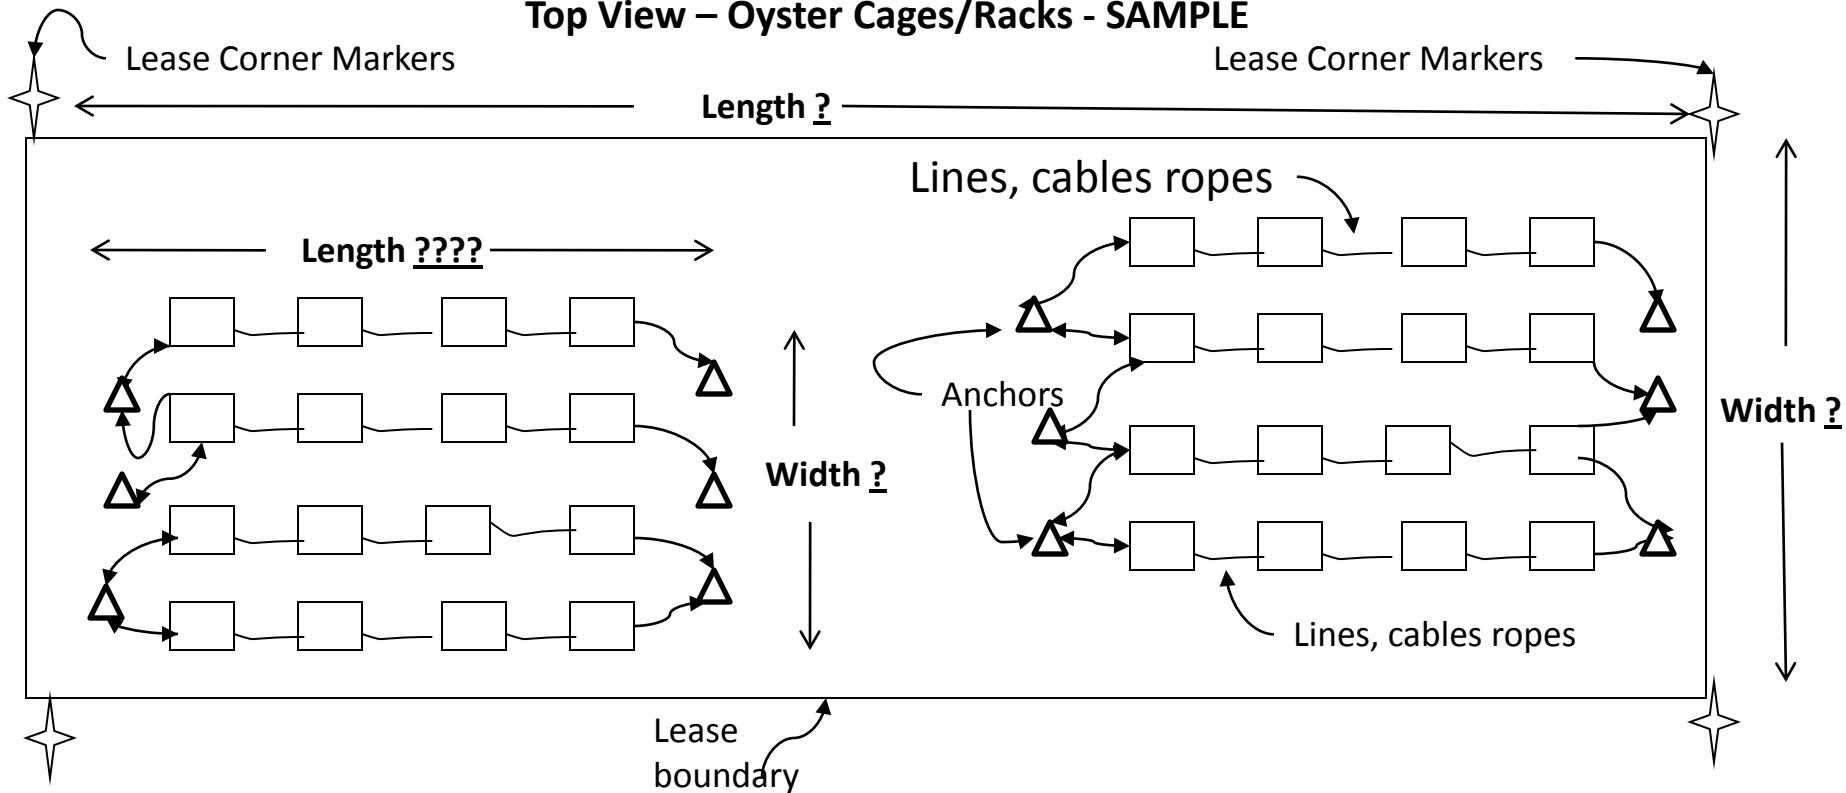 Top View – Oyster Cages/Racks - SAMPLE
Lease Corner Markers
Lease Corner Markers
Length ?
Lines, cables ropes
Length ????
Anchors
Width ?
Width ?
Lines, cables ropes
Lease
boundary